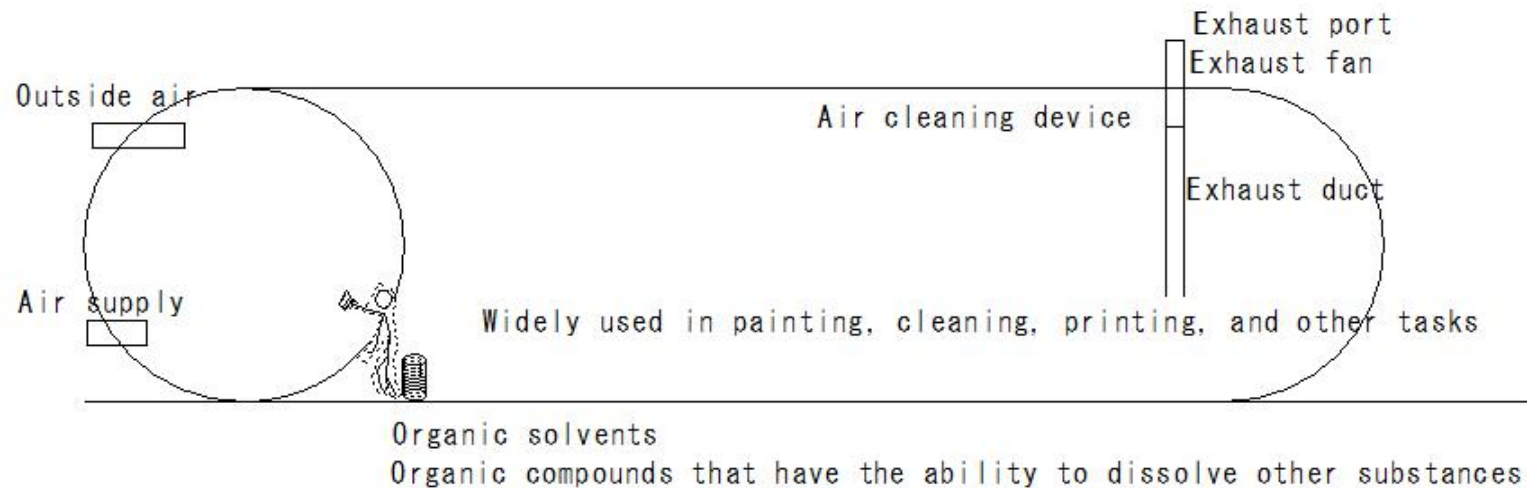 Exhaust port
Exhaust fan
Outside air
Air cleaning device
Exhaust duct
Air supply
Widely used in painting, cleaning, printing, and other tasks
Organic solvents
Organic compounds that have the ability to dissolve other substances